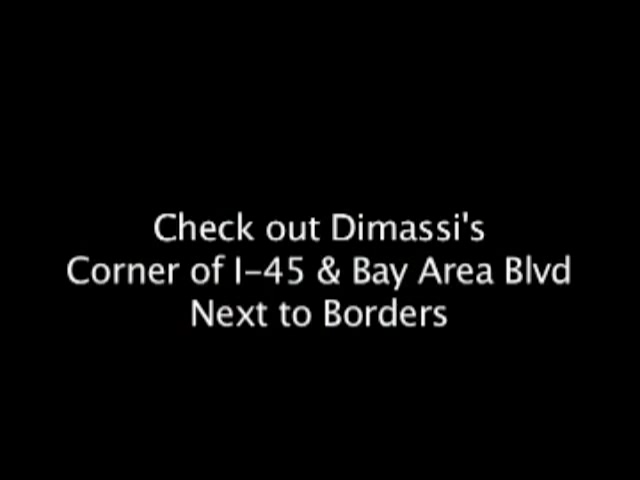 Check out Dimassi's
Corner of I-45 & Bay Area Blvd
Next to Borders